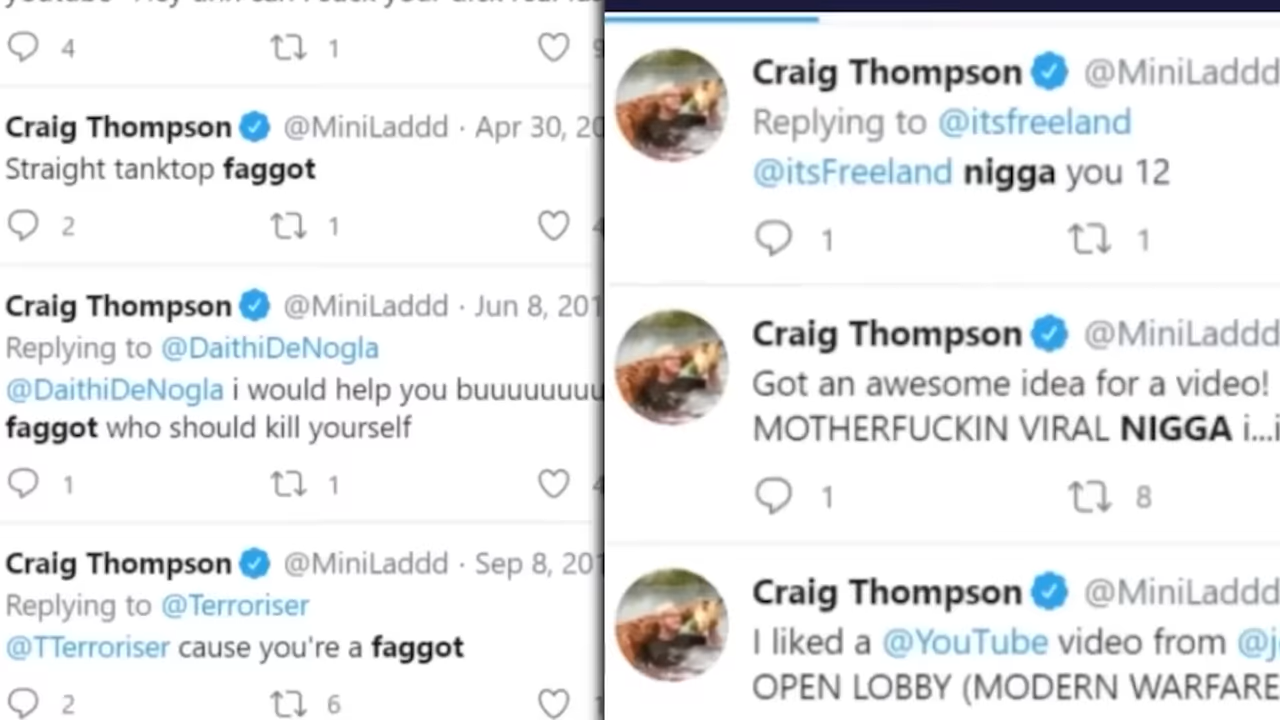 4 1
Craig Thompson @MiniLaddd · Apr 30, 20
Straight tanktop faggot
2 1
Craig Thompson @MiniLaddd · Jun 8, 201
Replying to @DaithiDeNogla
@DaithiDeNogla i would help you buuuuuuuu
faggot who should kill yourself
1 1
Craig Thompson @MiniLaddd · Sep 8, 201
Replying to @Terroriser
@TTerroriser cause you're a faggot
2 6
Craig Thompson @MiniLaddd
Replying to @itsfreeland
@itsFreeland nigga you 12
1 1
Craig Thompson @MiniLaddd
Got an awesome idea for a video!
MOTHERFUCKIN VIRAL NIGGA i...i
1 8
Craig Thompson @MiniLaddd
I liked a @YouTube video from @j
OPEN LOBBY (MODERN WARFARE